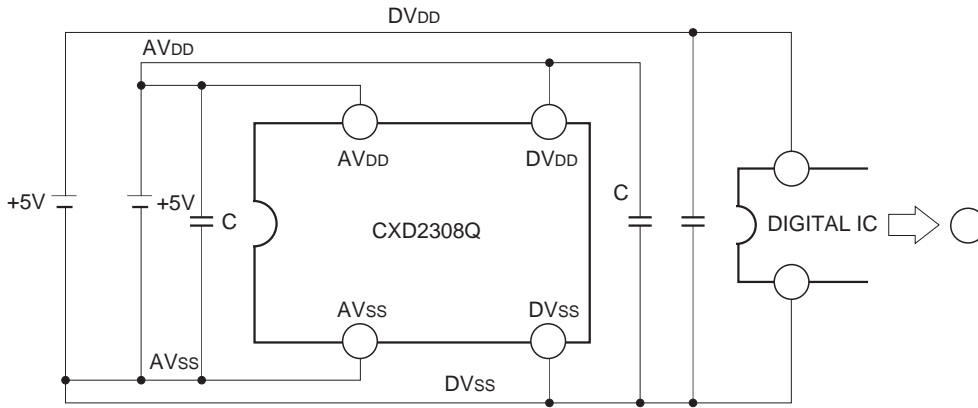 DVDD
AVDD
AVDD
DVDD
+5V
+5V
C
C
CXD2308Q
DIGITAL IC
AVSS
DVSS
AVSS
DVSS